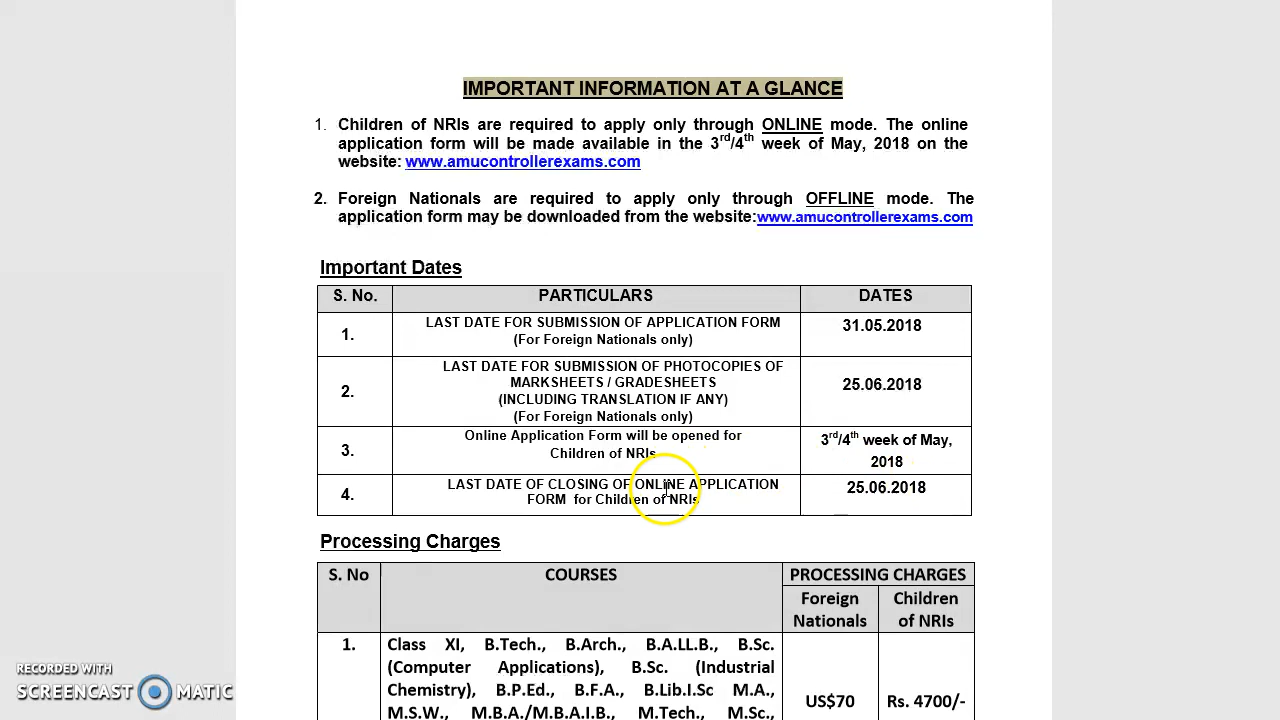 IMPORTANT INFORMATION AT A GLANCE
1. Children of NRIs are required to apply only through ONLINE mode. The online
application form will be made available in the 3rd/4th week of May, 2018 on the
website: www.amucontrollerexams.com
2. Foreign Nationals are required to apply only through OFFLINE mode. The
application form may be downloaded from the website:www.amucontrollerexams.com
Important Dates
S. No. PARTICULARS DATES
1. LAST DATE FOR SUBMISSION OF APPLICATION FORM 31.05.2018
(For Foreign Nationals only)
2. LAST DATE FOR SUBMISSION OF PHOTOCOPIES OF
MARKSHEETS / GRADESHEETS 25.06.2018
(INCLUDING TRANSLATION IF ANY)
(For Foreign Nationals only)
3. Online Application Form will be opened for 3rd/4th week of May,
Children of NRIs 2018
4. LAST DATE OF CLOSING OF ONLINE APPLICATION 25.06.2018
FORM for Children of NRIs
Processing Charges
S. No COURSES PROCESSING CHARGES
Foreign Children
Nationals of NRIs
1. Class XI, B.Tech., B.Arch., B.A.LL.B., B.Sc.
(Computer Applications), B.Sc. (Industrial
Chemistry), B.P.Ed., B.F.A., B.Lib.I.Sc M.A.,
M.S.W., M.B.A./M.B.A.I.B., M.Tech., M.Sc., US$70 Rs. 4700/-
RECORDED WITH
SCREENCAST MATIC